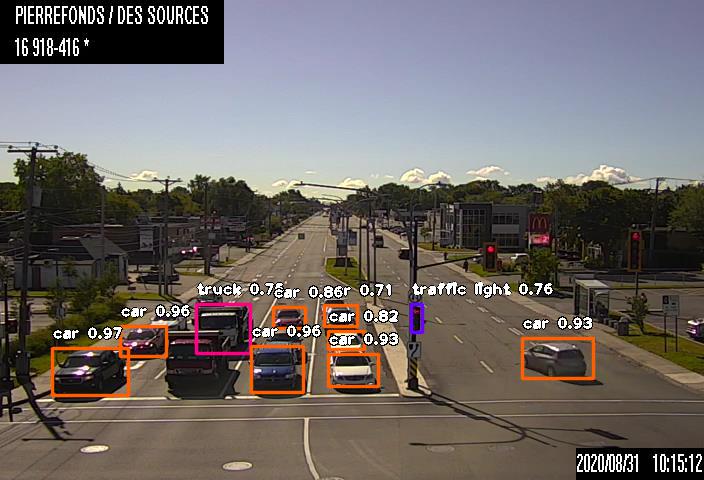 PIERREFONDS / DES SOURCES
16 918-416 *
truck 0.75
car 0.86
r 0.71
traffic light 0.76
car 0.96
car 0.82
car 0.93
car 0.97
car 0.96
car 0.93
2020/08/31 10:15:12